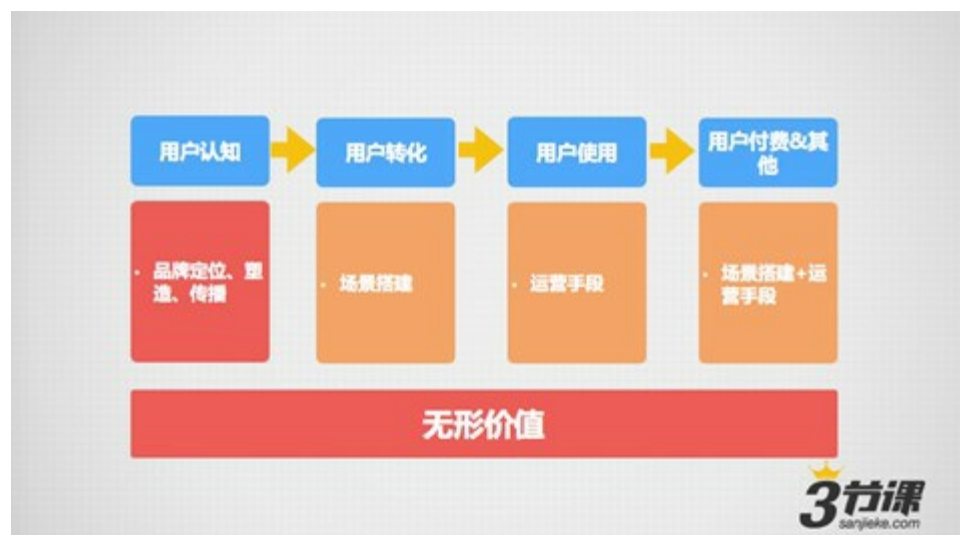 用户认知
用户转化
用户使用
用户付费&其
他
• 品牌定位、塑
造、传播
• 场景搭建
• 运营手段
• 场景搭建+运
营手段
无形价值
3节课
sanjieke.com